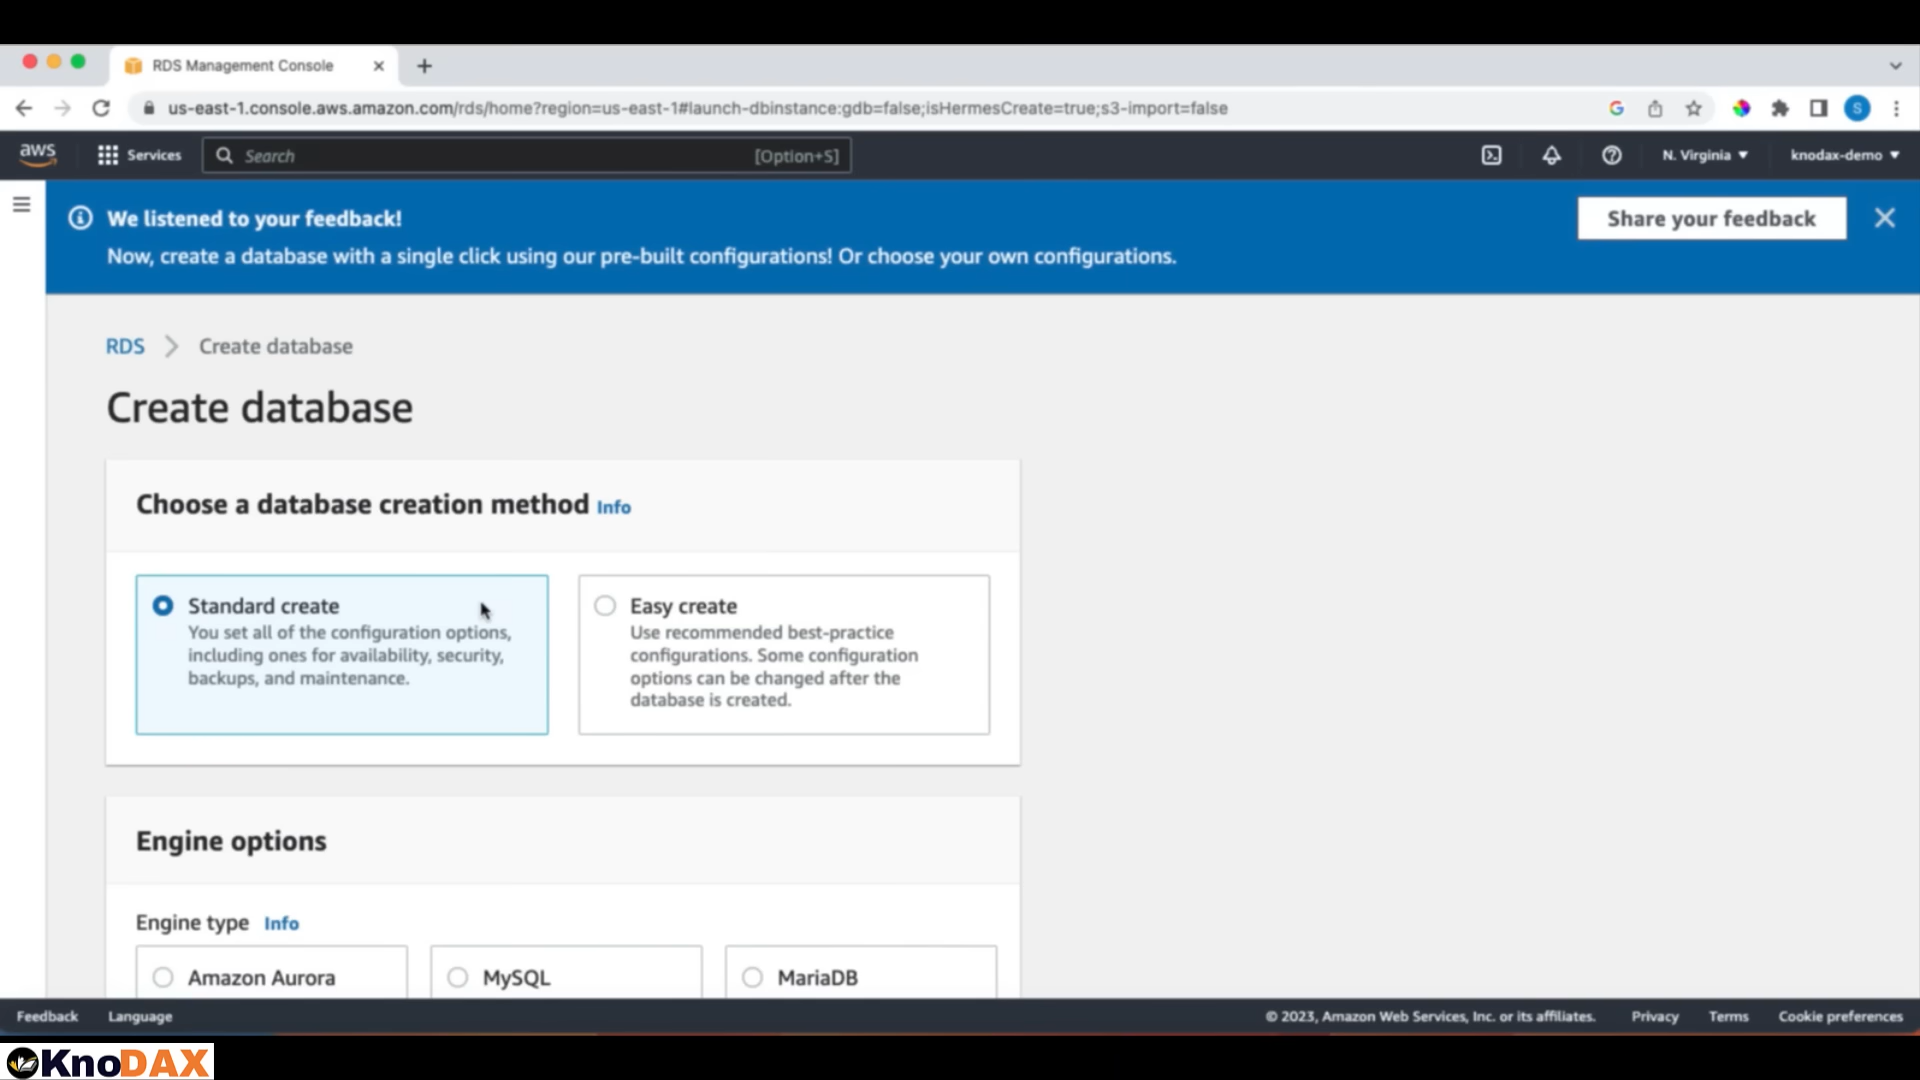 RDS Management Console
us-east-1.console.aws.amazon.com/rds/home?region=us-east-1#launch-dbinstance:gdb=false;isHermesCreate=true;s3-import=false
aws Services Search [Option+S] N. Virginia knodax-demo
We listened to your feedback!
Now, create a database with a single click using our pre-built configurations! Or choose your own configurations.
Share your feedback
RDS Create database
Create database
Choose a database creation method Info
Standard create
You set all of the configuration options,
including ones for availability, security,
backups, and maintenance.
Easy create
Use recommended best-practice
configurations. Some configuration
options can be changed after the
database is created.
Engine options
Engine type Info
Amazon Aurora
MySQL
MariaDB
Feedback Language © 2023, Amazon Web Services, Inc. or its affiliates. Privacy Terms Cookie preferences
KnoDAX